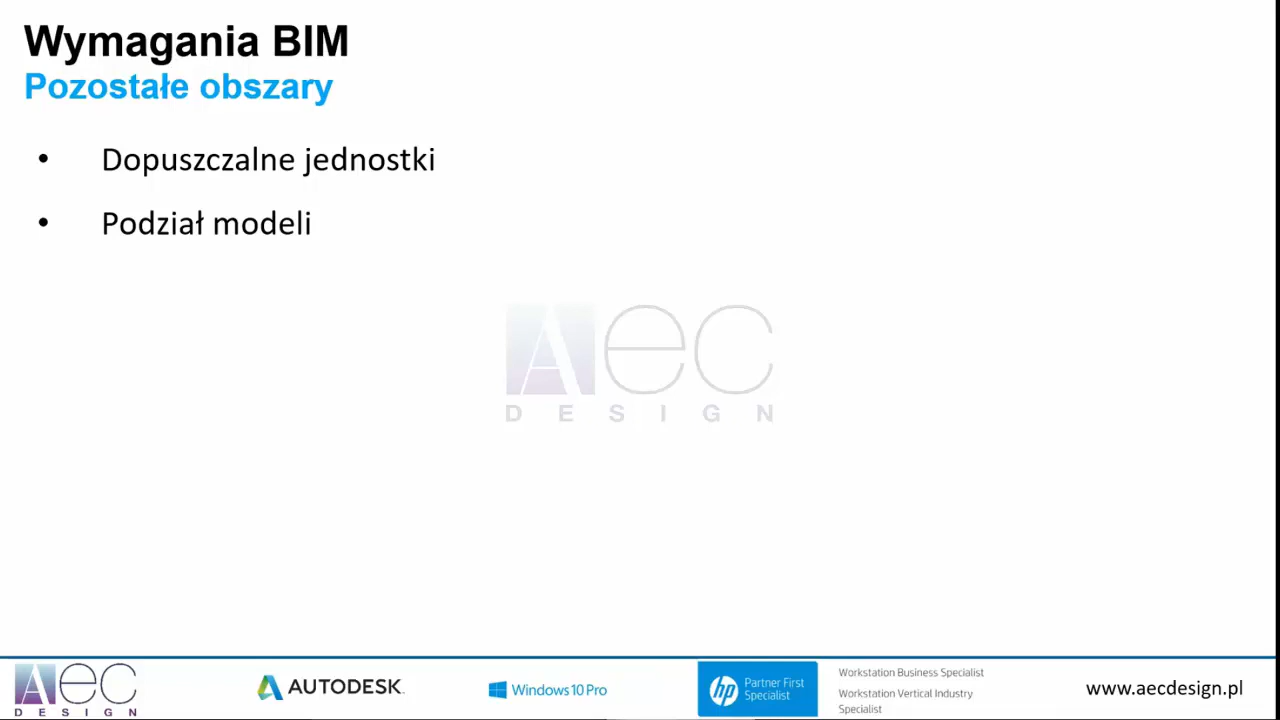 Wymagania BIM
Pozostałe obszary
• Dopuszczalne jednostki
• Podział modeli
AEC
DESIGN
AEC
DESIGN
AUTODESK.
Windows 10 Pro
hp
Partner First
Specialist
Workstation Business Specialist
Workstation Vertical Industry
Specialist
www.aecdesign.pl